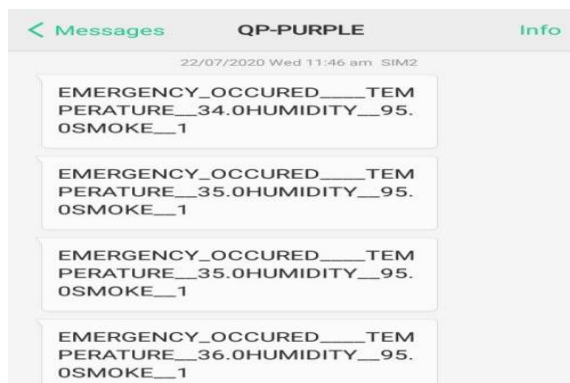 Messages QP-PURPLE Info
22/07/2020 Wed 11:46 am SIM2
EMERGENCY_OCCURED____TEM
PERATURE__34.0HUMIDITY__95.
0SMOKE__1
EMERGENCY_OCCURED____TEM
PERATURE__35.0HUMIDITY__95.
0SMOKE__1
EMERGENCY_OCCURED____TEM
PERATURE__35.0HUMIDITY__95.
0SMOKE__1
EMERGENCY_OCCURED____TEM
PERATURE__36.0HUMIDITY__95.
0SMOKE__1